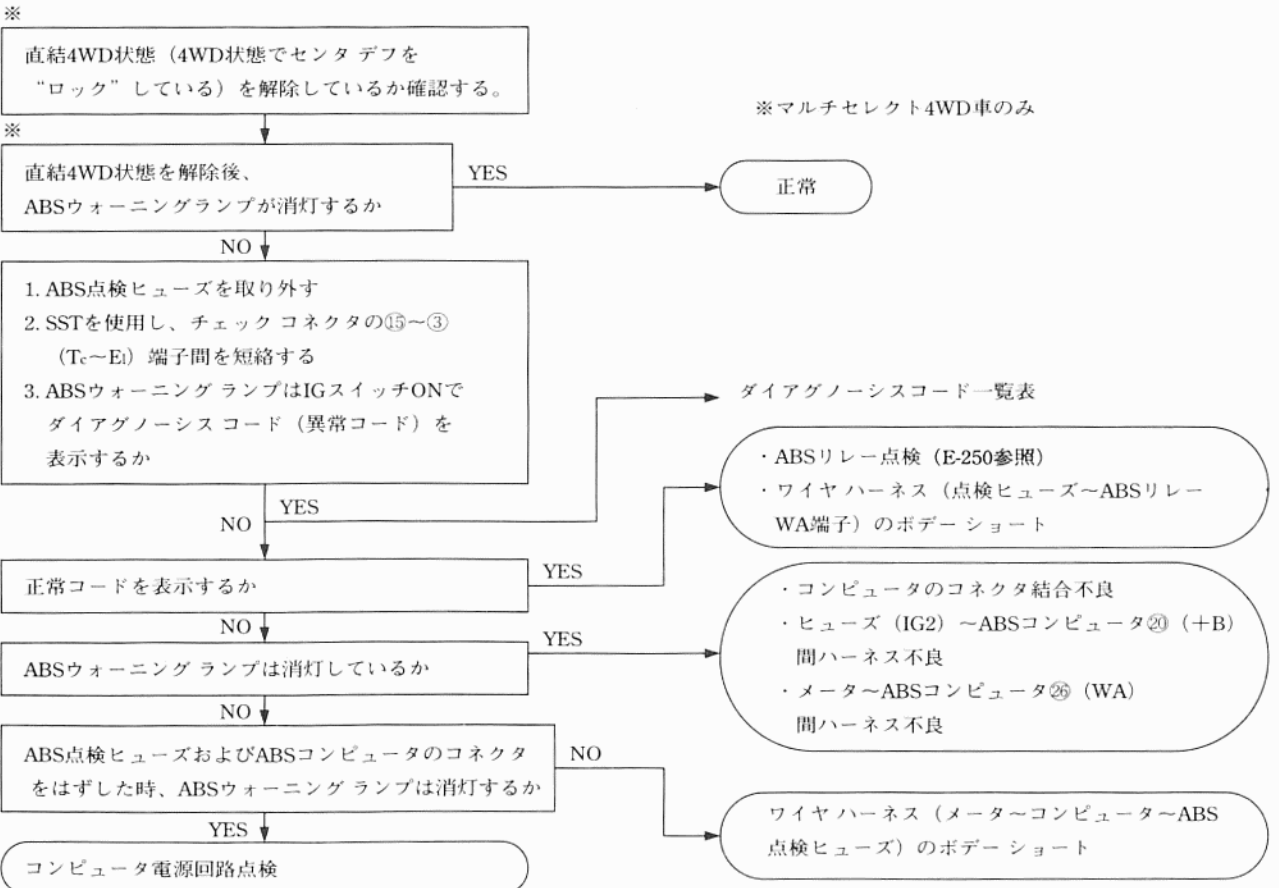 ※
直結4WD状態（4WD状態でセンタ デフを
“ロック”している）を解除しているか確認する。
※マルチセレクト4WD車のみ
※
直結4WD状態を解除後、
ABSウォーニングランプが消灯するか
YES
正常
NO
1. ABS点検ヒューズを取り外す
2. SSTを使用し、チェック コネクタの⑮～③
（Tc～E1）端子間を短絡する
3. ABSウォーニング ランプはIGスイッチONで
ダイアグノーシス コード（異常コード）を
表示するか
YES
ダイアグノーシスコード一覧表
NO
正常コードを表示するか
YES
・ABSリレー点検（E-250参照）
・ワイヤ ハーネス（点検ヒューズ～ABSリレー
WA端子）のボデー ショート
NO
ABSウォーニング ランプは消灯しているか
YES
・コンピュータのコネクタ結合不良
・ヒューズ（IG2）～ABSコンピュータ⑳（＋B）
間ハーネス不良
・メータ～ABSコンピュータ㉖（WA）
間ハーネス不良
NO
ABS点検ヒューズおよびABSコンピュータのコネクタ
をはずした時、ABSウォーニング ランプは消灯するか
NO
ワイヤ ハーネス（メータ～コンピュータ～ABS
点検ヒューズ）のボデー ショート
YES
コンピュータ電源回路点検